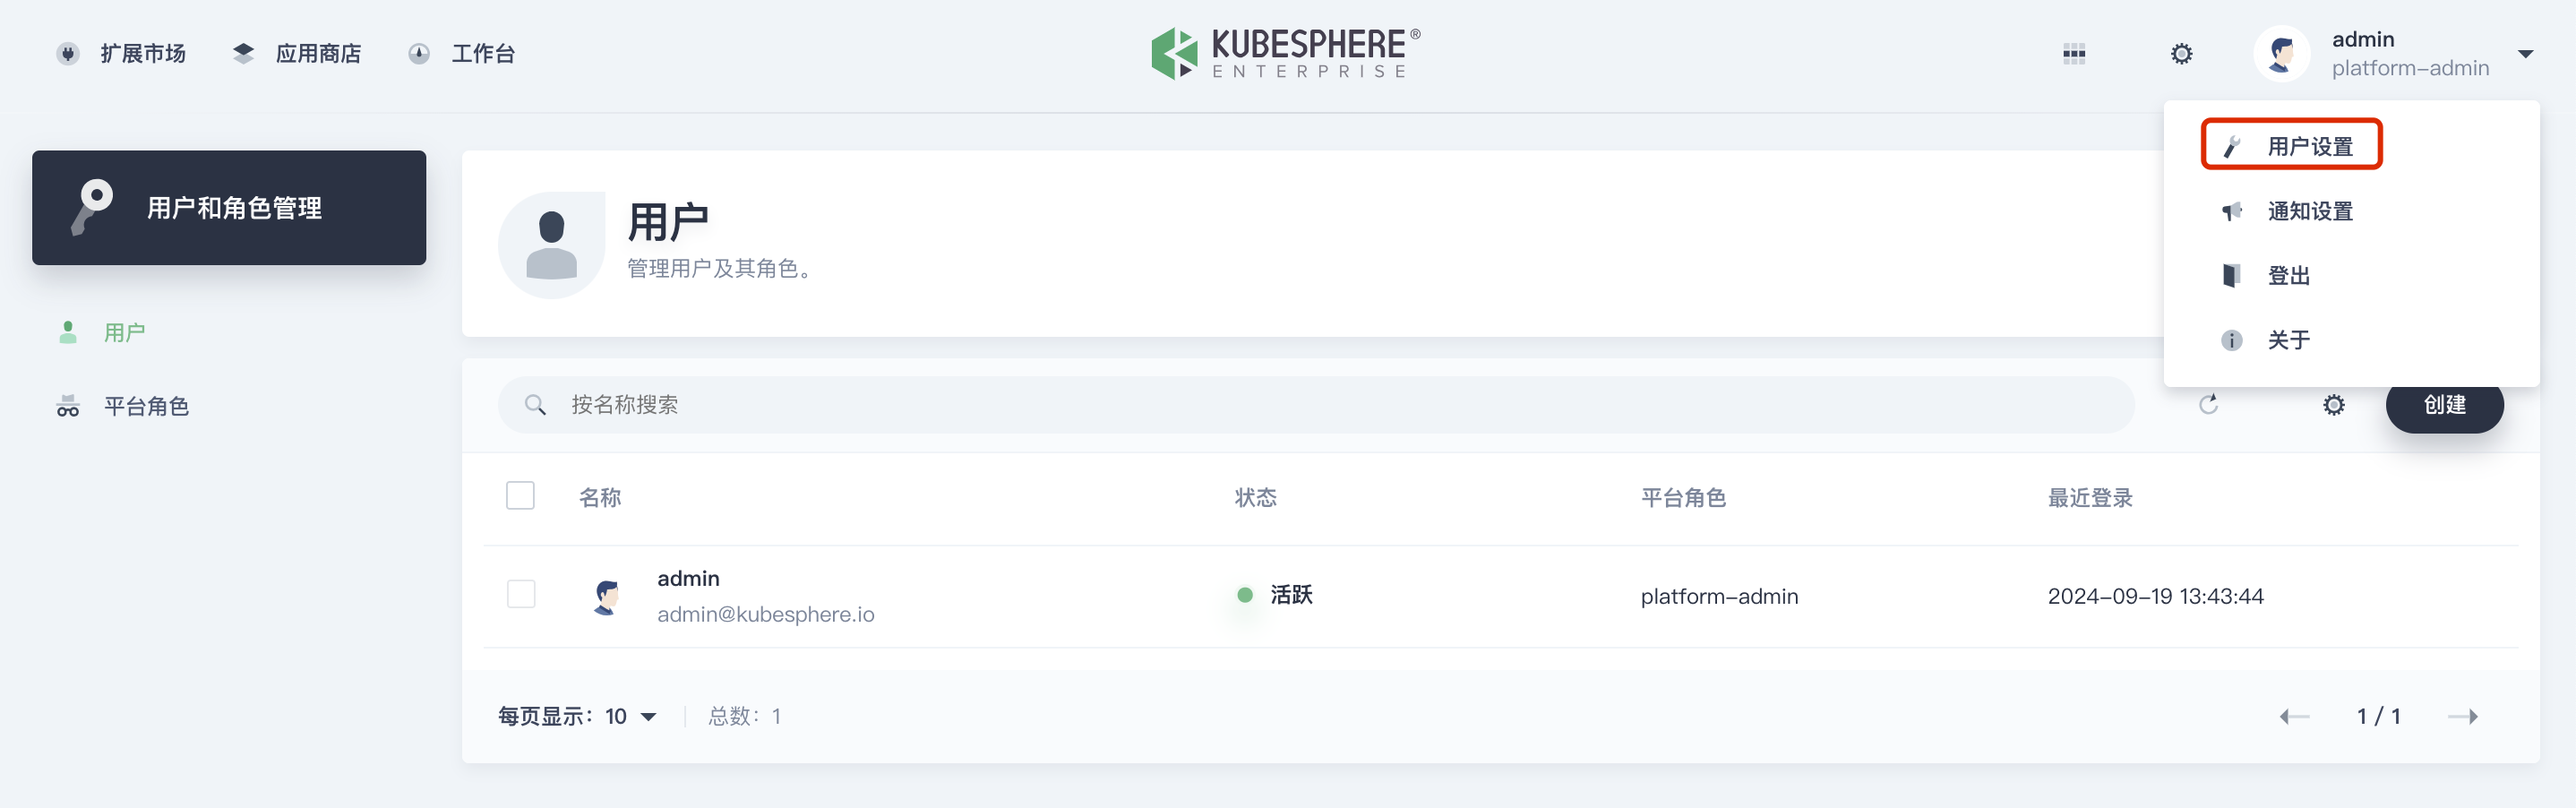 扩展市场
应用商店
工作台
KUBESPHERE®
ENTERPRISE
admin
platform-admin
用户设置
通知设置
登出
关于
用户和角色管理
用户
平台角色
用户
管理用户及其角色。
按名称搜索
创建
名称
状态
平台角色
最近登录
admin
admin@kubesphere.io
活跃
platform-admin
2024-09-19 13:43:44
每页显示：10
总数：1
1 / 1